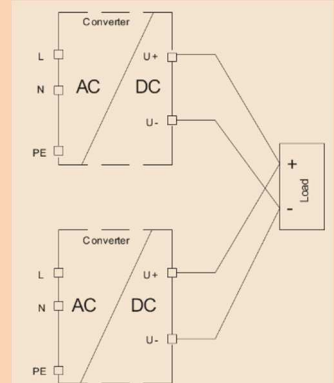 Converter
L
U+
N
AC
DC
U-
PE
+
Load
-
Converter
L
U+
N
AC
DC
U-
PE